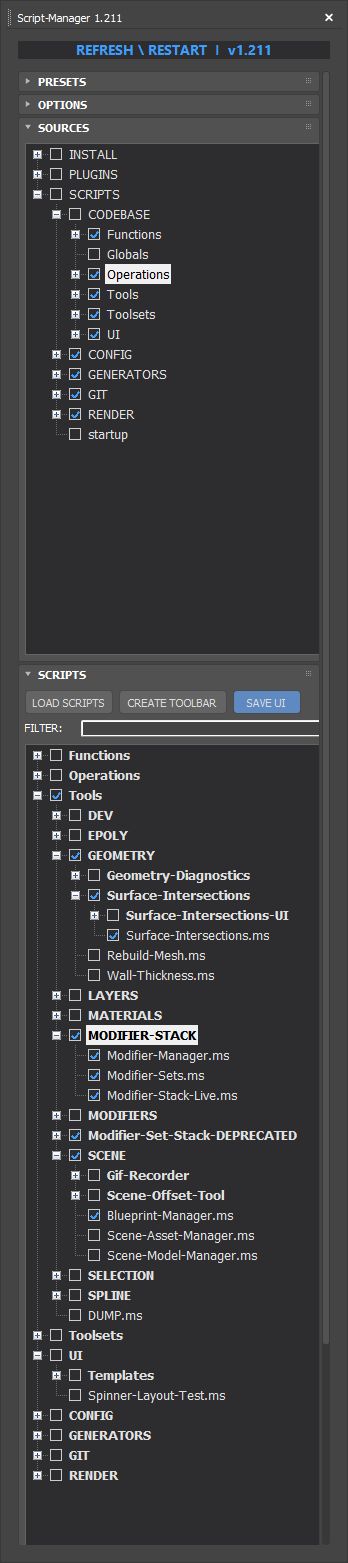 Script-Manager 1.211
REFRESH \ RESTART | v1.211
PRESETS
OPTIONS
SOURCES
INSTALL
PLUGINS
SCRIPTS
CODEBASE
Functions
Globals
Operations
Tools
Toolsets
UI
CONFIG
GENERATORS
GIT
RENDER
startup
SCRIPTS
LOAD SCRIPTS CREATE TOOLBAR SAVE UI
FILTER:
Functions
Operations
Tools
DEV
EPOLY
GEOMETRY
Geometry-Diagnostics
Surface-Intersections
Surface-Intersections-UI
Surface-Intersections.ms
Rebuild-Mesh.ms
Wall-Thickness.ms
LAYERS
MATERIALS
MODIFIER-STACK
Modifier-Manager.ms
Modifier-Sets.ms
Modifier-Stack-Live.ms
MODIFIERS
Modifier-Set-Stack-DEPRECATED
SCENE
Gif-Recorder
Scene-Offset-Tool
Blueprint-Manager.ms
Scene-Asset-Manager.ms
Scene-Model-Manager.ms
SELECTION
SPLINE
DUMP.ms
Toolsets
UI
Templates
Spinner-Layout-Test.ms
CONFIG
GENERATORS
GIT
RENDER